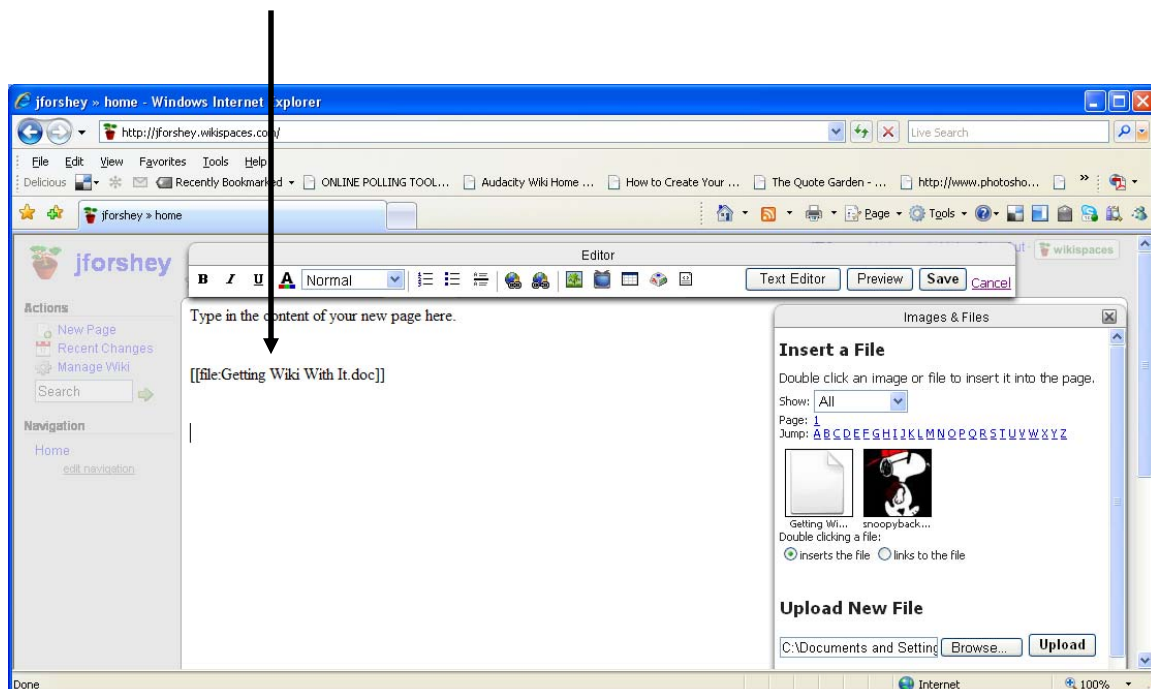 jforshey » home - Windows Internet Explorer
http://jforshey.wikispaces.com/
Live Search
File Edit View Favorites Tools Help
Delicious Recently Bookmarked ONLINE POLLING TOOL... Audacity Wiki Home ... How to Create Your ... The Quote Garden - ... http://www.photosho... »
jforshey » home
Page Tools
jforshey
wikispaces
Editor
B I U A Normal
Text Editor Preview Save Cancel
Actions
New Page
Recent Changes
Manage Wiki
Search
Navigation
Home
edit navigation
Type in the content of your new page here.
[[file:Getting Wiki With It.doc]]
Images & Files
Insert a File
Double click an image or file to insert it into the page.
Show: All
Page: 1
Jump: A B C D E F G H I J K L M N O P Q R S T U V W X Y Z
Getting Wi... snoopyback...
Double clicking a file:
inserts the file links to the file
Upload New File
C:\Documents and Setting Browse... Upload
Done
Internet
100%